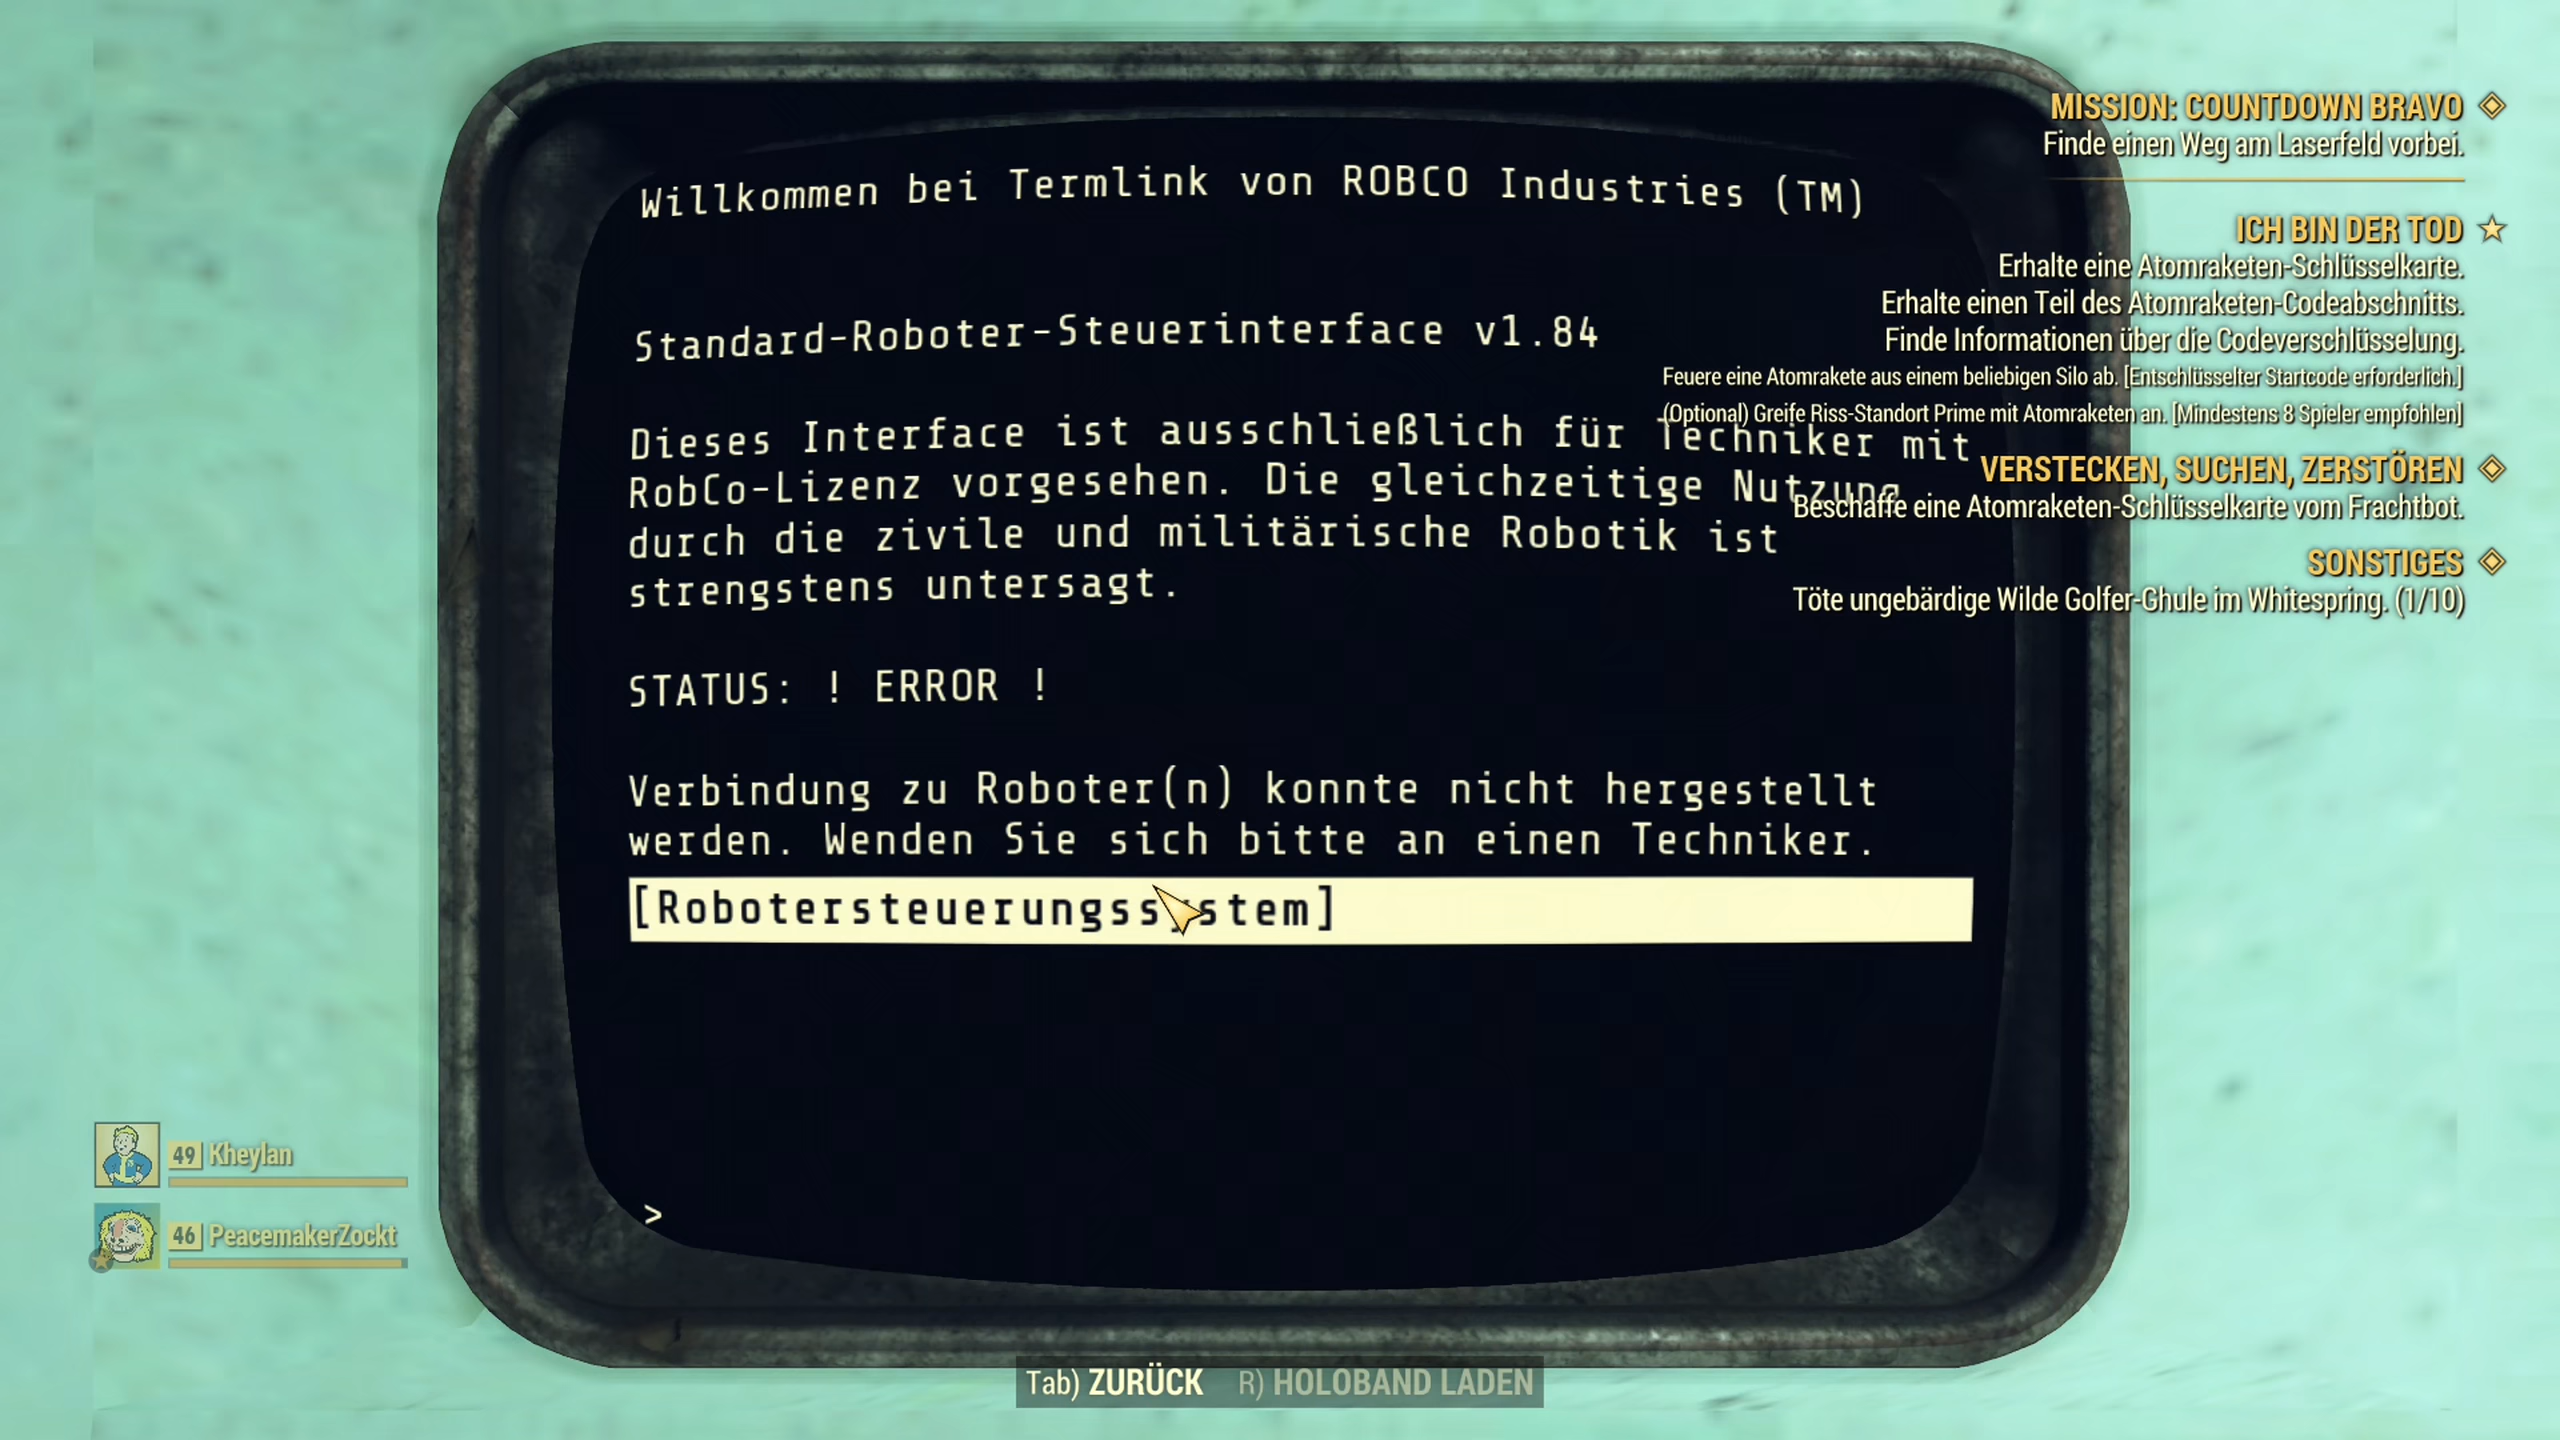 Willkommen bei Termlink von ROBCO Industries (TM)
Standard-Roboter-Steuerinterface v1.84
Dieses Interface ist ausschließlich für Techniker mit
RobCo-Lizenz vorgesehen. Die gleichzeitige Nutzung
durch die zivile und militärische Robotik ist
strengstens untersagt.
STATUS: ! ERROR !
Verbindung zu Roboter(n) konnte nicht hergestellt
werden. Wenden Sie sich bitte an einen Techniker.
[Robotersteuerungssystem]
>
MISSION: COUNTDOWN BRAVO
Finde einen Weg am Laserfeld vorbei.
ICH BIN DER TOD
Erhalte eine Atomraketen-Schlüsselkarte.
Erhalte einen Teil des Atomraketen-Codeabschnitts.
Finde Informationen über die Codeverschlüsselung.
Feuere eine Atomrakete aus einem beliebigen Silo ab. [Entschlüsselter Startcode erforderlich.]
(Optional) Greife Riss-Standort Prime mit Atomraketen an. [Mindestens 8 Spieler empfohlen]
VERSTECKEN, SUCHEN, ZERSTÖREN
Beschaffe eine Atomraketen-Schlüsselkarte vom Frachtbot.
SONSTIGES
Töte ungebärdige Wilde Golfer-Ghule im Whitespring. (1/10)
49 Kheylan
46 PeacemakerZockt
Tab) ZURÜCK R) HOLOBAND LADEN